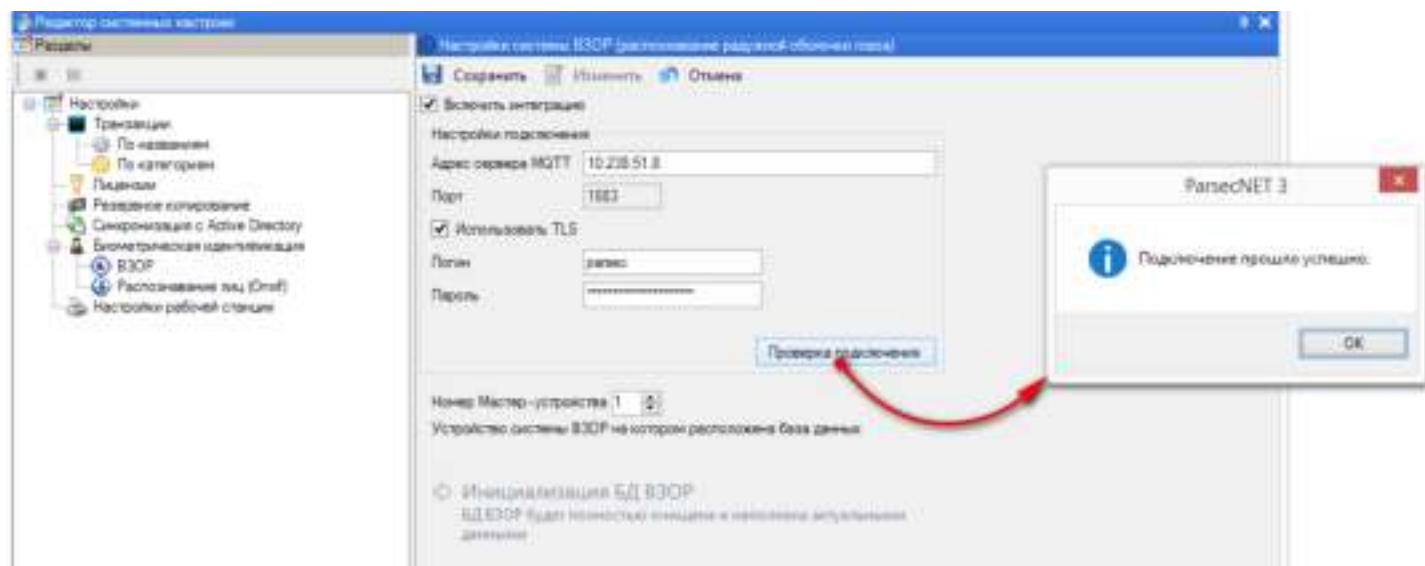 Редактор системных настроек
Разделы
Настройки
Транзакции
По названиям
По категориям
Лицензии
Резервное копирование
Синхронизация с Active Directory
Биометрическая идентификация
ВЗОР
Распознавание лиц (Onvif)
Настройки рабочей станции
Настройки системы ВЗОР (распознавание радужной оболочки глаза)
Сохранить Изменить Отмена
Включить интеграцию
Настройки подключения
Адрес сервера MQTT 10.238.51.8
Порт 1883
Использовать TLS
Логин parsec
Пароль ********************
Проверка подключения
Номер Мастер-устройства 1
Устройство системы ВЗОР на котором расположена база данных
Инициализация БД ВЗОР
БД ВЗОР будет полностью очищена и наполнена актуальными
данными
ParsecNET 3
Подключение прошло успешно.
OK